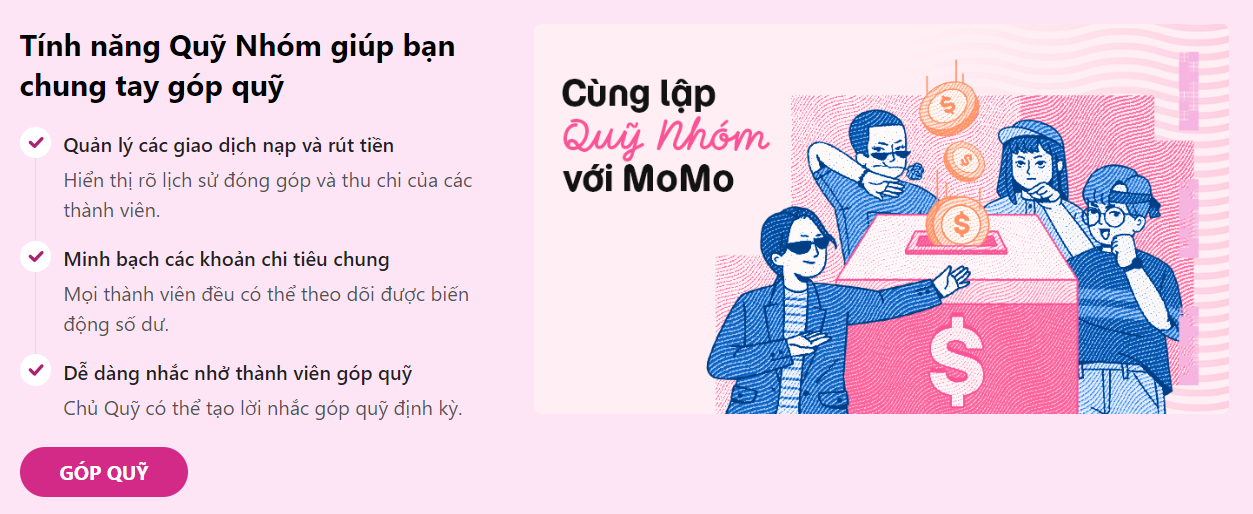 Tính năng Quỹ Nhóm giúp bạn
chung tay góp quỹ
Quản lý các giao dịch nạp và rút tiền
Hiển thị rõ lịch sử đóng góp và thu chi của các
thành viên.
Minh bạch các khoản chi tiêu chung
Mọi thành viên đều có thể theo dõi được biến
động số dư.
Dễ dàng nhắc nhở thành viên góp quỹ
Chủ Quỹ có thể tạo lời nhắc góp quỹ định kỳ.
GÓP QUỸ
Cùng lập
Quỹ Nhóm
với MoMo
$
$
$
$